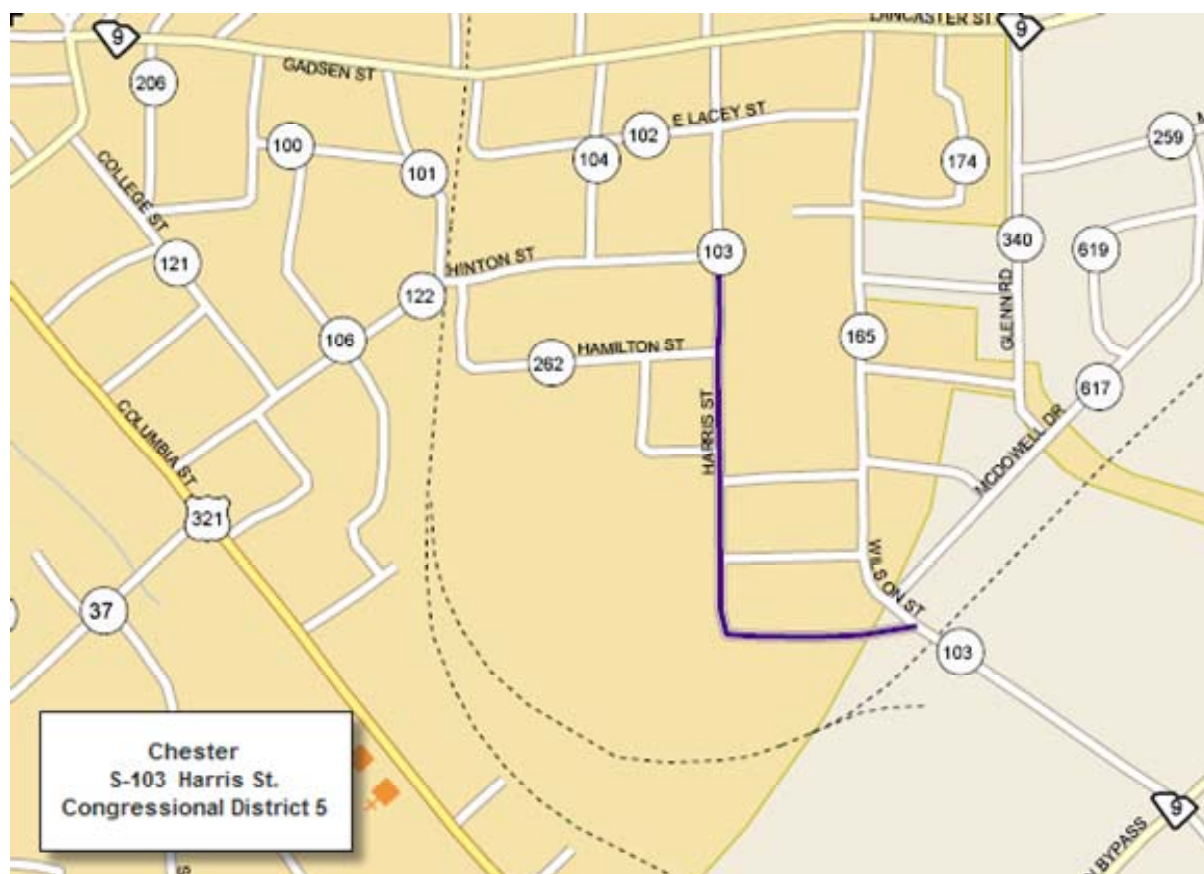 LANCASTER ST
9
9
GADSEN ST
206
E LACEY ST
102
259
100
104
174
101
COLLEGE ST
103
340
619
121
HINTON ST
122
GLENN RD
165
106
HAMILTON ST
262
617
HARRIS ST
MCDOWELL DR
COLUMBIA ST
321
WILSON ST
37
103
Chester
S-103 Harris St.
Congressional District 5
9
BYPASS